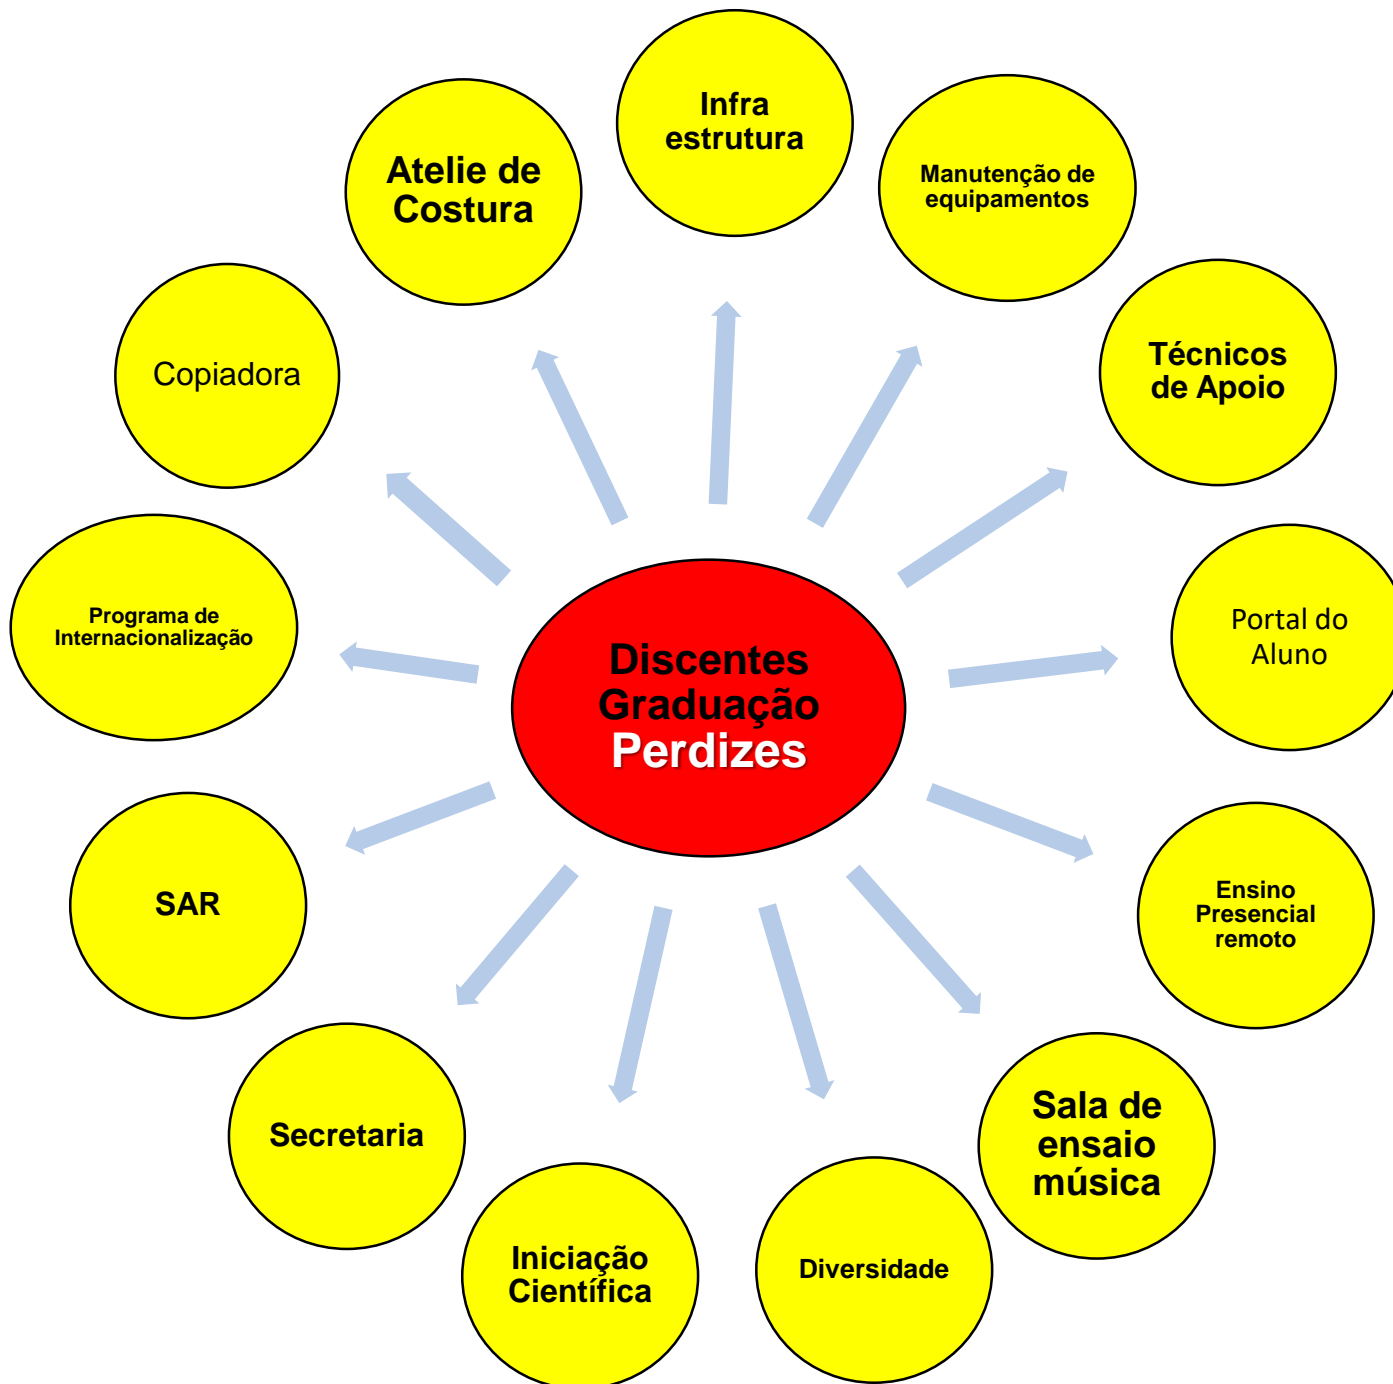 Infra
estrutura
Manutenção de
equipamentos
Técnicos
de Apoio
Portal do
Aluno
Ensino
Presencial
remoto
Sala de
ensaio
música
Diversidade
Iniciação
Científica
Secretaria
SAR
Programa de
Internacionalização
Copiadora
Atelie de
Costura
Discentes
Graduação
Perdizes